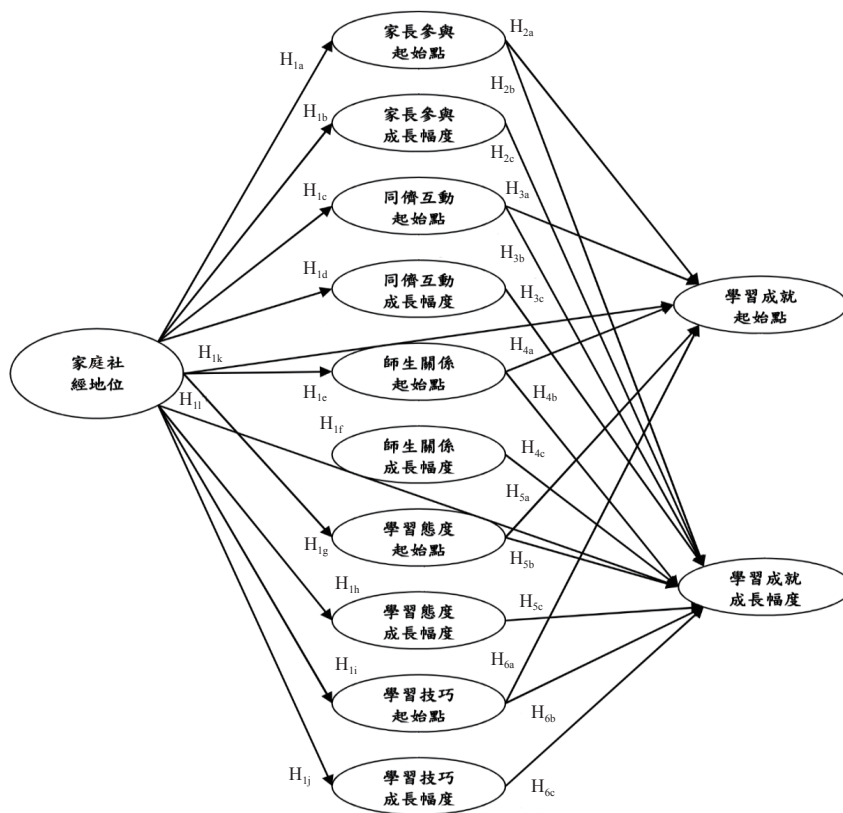 家長參與
起始點
H2a
H1a
H2b
家長參與
成長幅度
H1b
H2c
同儕互動
起始點
H1c
H3a
H3b
同儕互動
成長幅度
H1d
H3c
學習成就
起始點
家庭社
經地位
H1k
師生關係
起始點
H4a
H1e
H4b
H1l
H1f
師生關係
成長幅度
H4c
H5a
學習態度
起始點
H1g
H5b
學習成就
成長幅度
H1h
學習態度
成長幅度
H5c
H1i
學習技巧
起始點
H6a
H6b
H1j
學習技巧
成長幅度
H6c